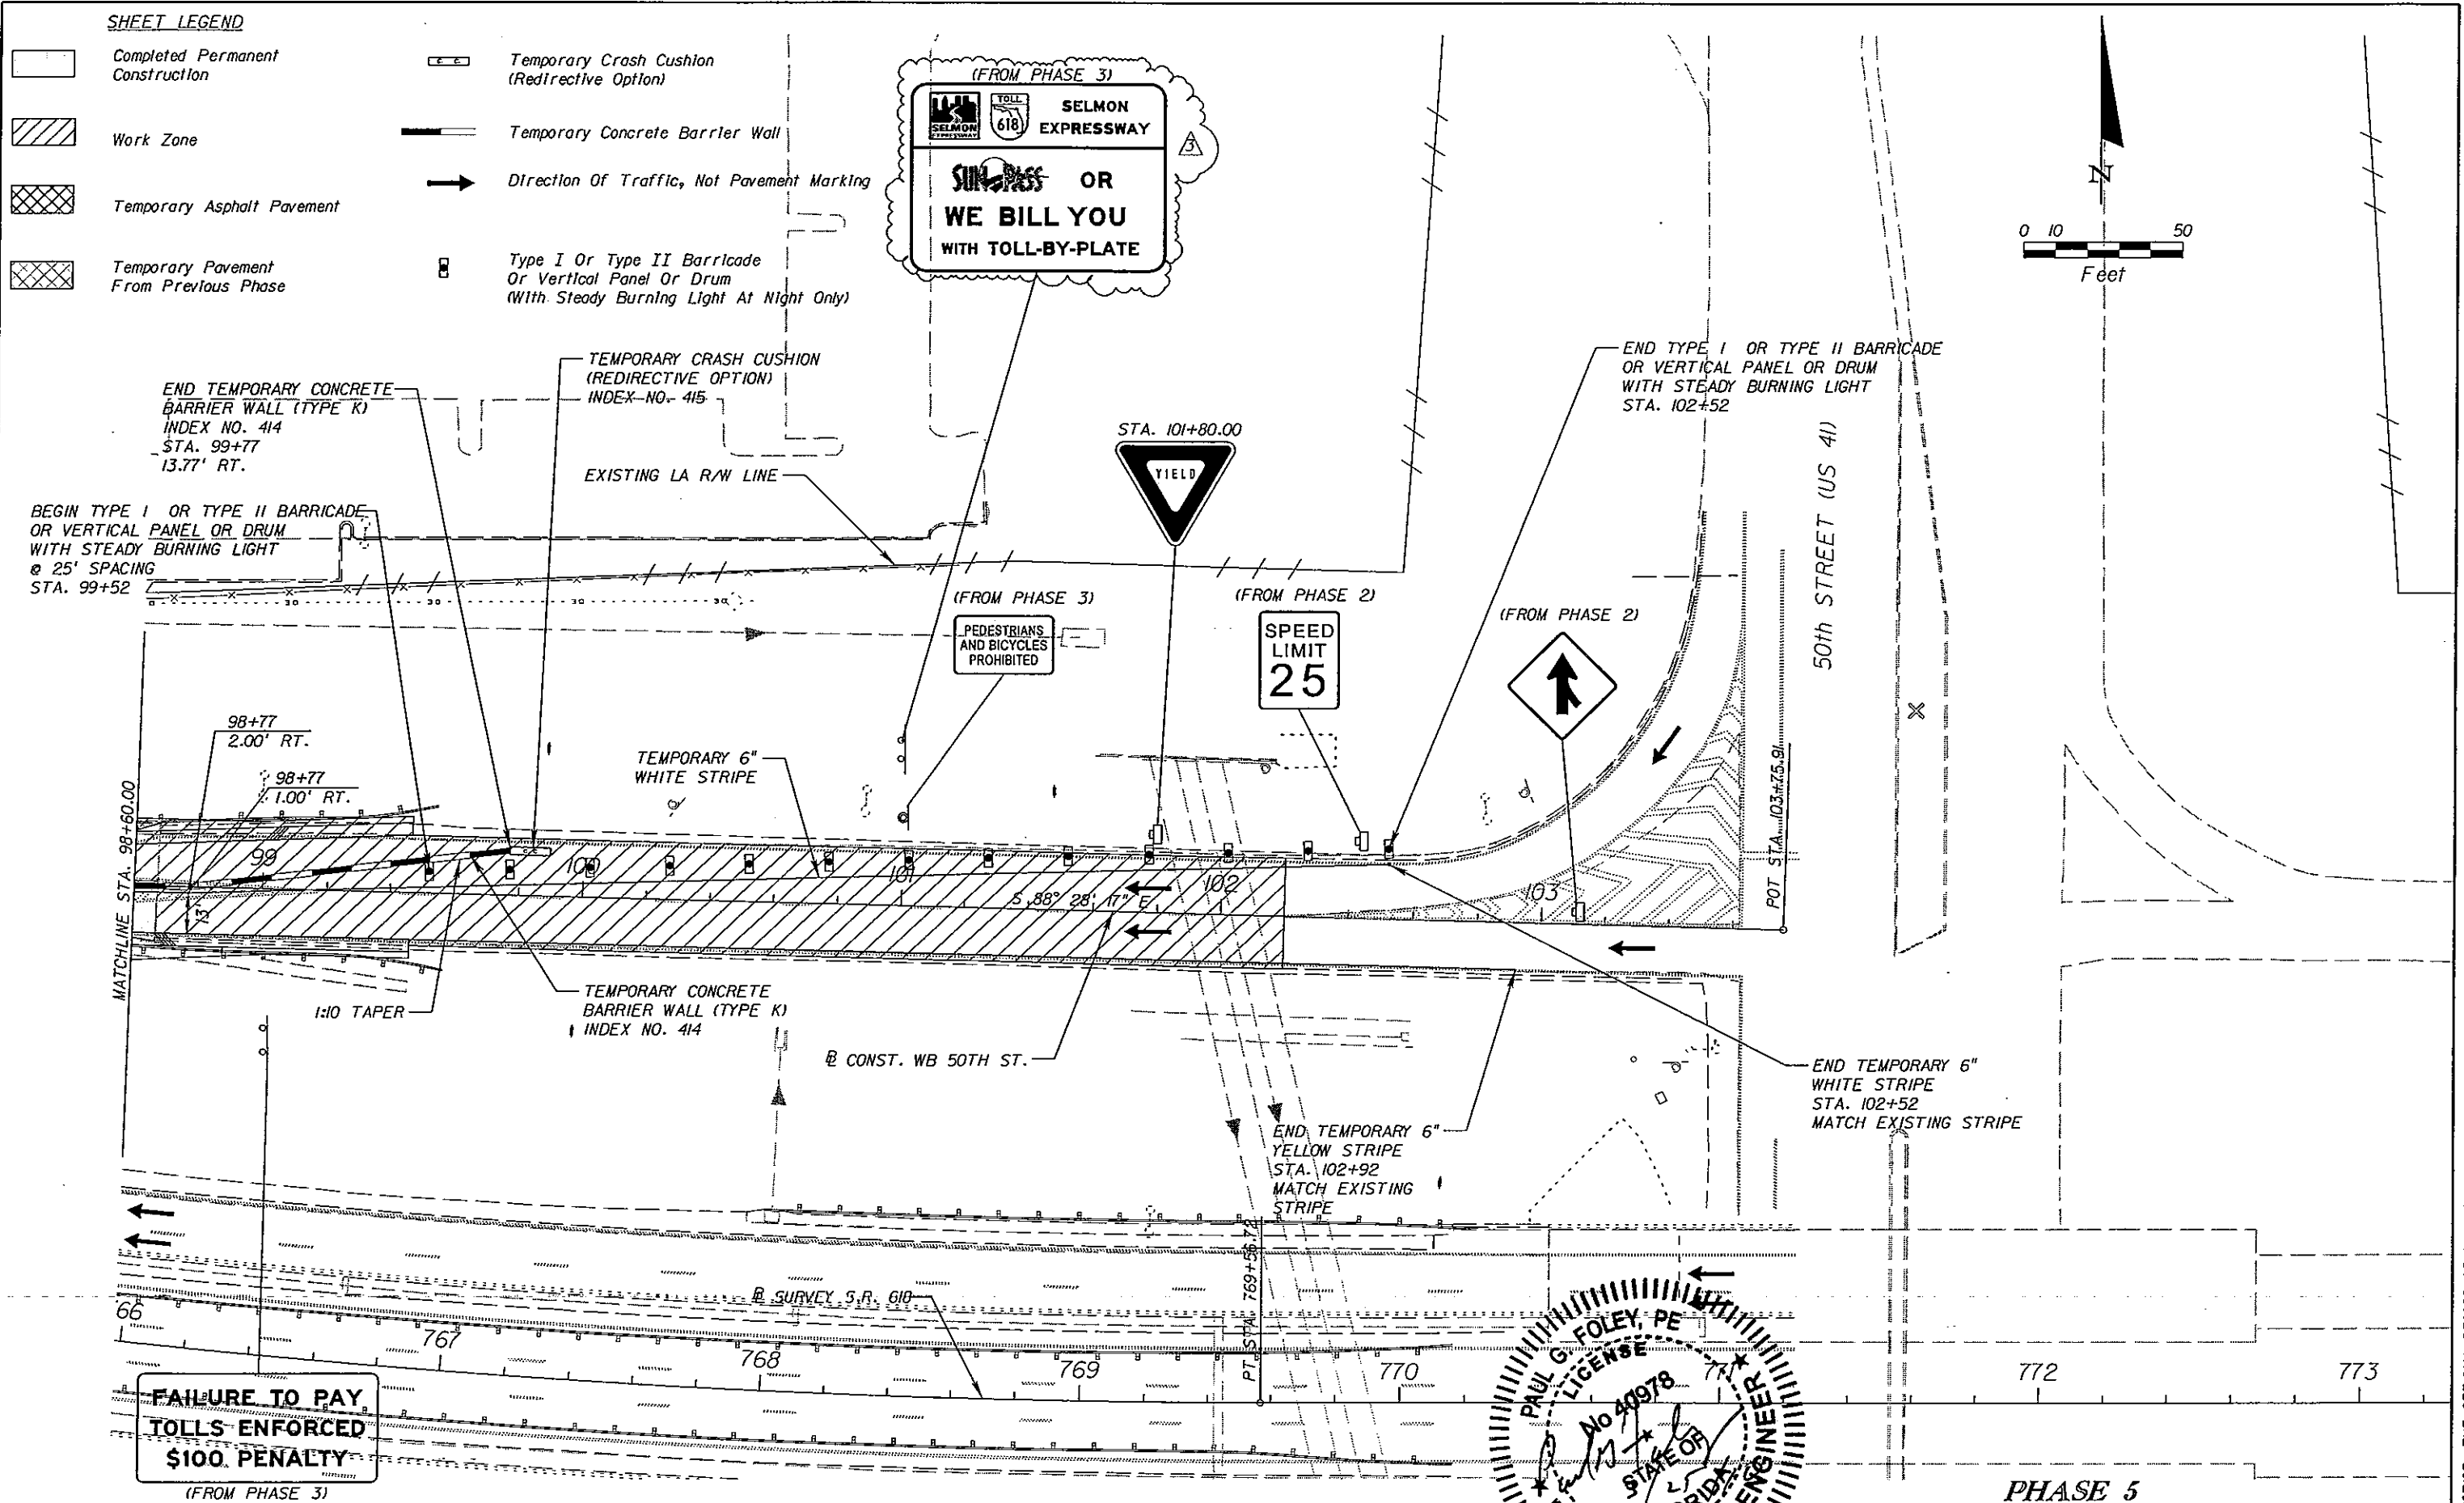 SHEET LEGEND
Completed Permanent
Construction
Work Zone
Temporary Asphalt Pavement
Temporary Pavement
From Previous Phase
Temporary Crash Cushion
(Redirective Option)
Temporary Concrete Barrier Wall
Direction Of Traffic, Not Pavement Marking
Type I Or Type II Barricade
Or Vertical Panel Or Drum
(With Steady Burning Light At Night Only)
(FROM PHASE 3)
SELMON
EXPRESSWAY
TOLL
618
SELMON
EXPRESSWAY
3
SUNPASS OR
WE BILL YOU
WITH TOLL-BY-PLATE
N
0 10 50
Feet
END TEMPORARY CONCRETE
BARRIER WALL (TYPE K)
INDEX NO. 414
STA. 99+77
13.77' RT.
TEMPORARY CRASH CUSHION
(REDIRECTIVE OPTION)
INDEX NO. 415
EXISTING LA R/W LINE
STA. 101+80.00
YIELD
END TYPE I OR TYPE II BARRICADE
OR VERTICAL PANEL OR DRUM
WITH STEADY BURNING LIGHT
STA. 102+52
50th STREET (US 41)
BEGIN TYPE I OR TYPE II BARRICADE
OR VERTICAL PANEL OR DRUM
WITH STEADY BURNING LIGHT
@ 25' SPACING
STA. 99+52
(FROM PHASE 3)
PEDESTRIANS
AND BICYCLES
PROHIBITED
(FROM PHASE 2)
SPEED
LIMIT
25
(FROM PHASE 2)
98+77
2.00' RT.
98+77
1.00' RT.
TEMPORARY 6"
WHITE STRIPE
MATCHLINE STA. 98+60.00
POT STA. 103+75.91
99
100
101
102
103
13'
S 88° 28' 17" E
1:10 TAPER
TEMPORARY CONCRETE
BARRIER WALL (TYPE K)
INDEX NO. 414
℄ CONST. WB 50TH ST.
END TEMPORARY 6"
YELLOW STRIPE
STA. 102+92
MATCH EXISTING
STRIPE
END TEMPORARY 6"
WHITE STRIPE
STA. 102+52
MATCH EXISTING STRIPE
PT STA. 769+56.72
SURVEY S.R. 618
66
767
768
769
770
772
773
FAILURE TO PAY
TOLLS ENFORCED
$100 PENALTY
(FROM PHASE 3)
PAUL G. FOLEY, PE
LICENSE
No 40978
STATE OF
ENGINEER
PHASE 5